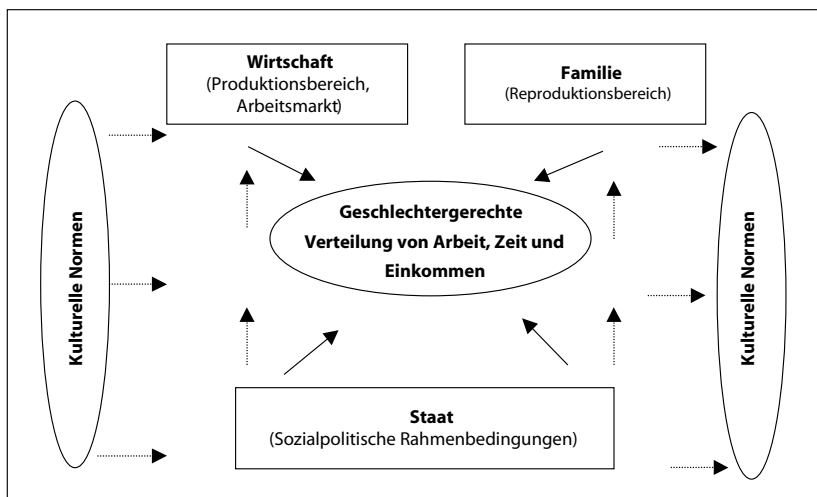 Wirtschaft
(Produktionsbereich,
Arbeitsmarkt)
Familie
(Reproduktionsbereich)
Kulturelle Normen
Geschlechtergerechte
Verteilung von Arbeit, Zeit und
Einkommen
Kulturelle Normen
Staat
(Sozialpolitische Rahmenbedingungen)